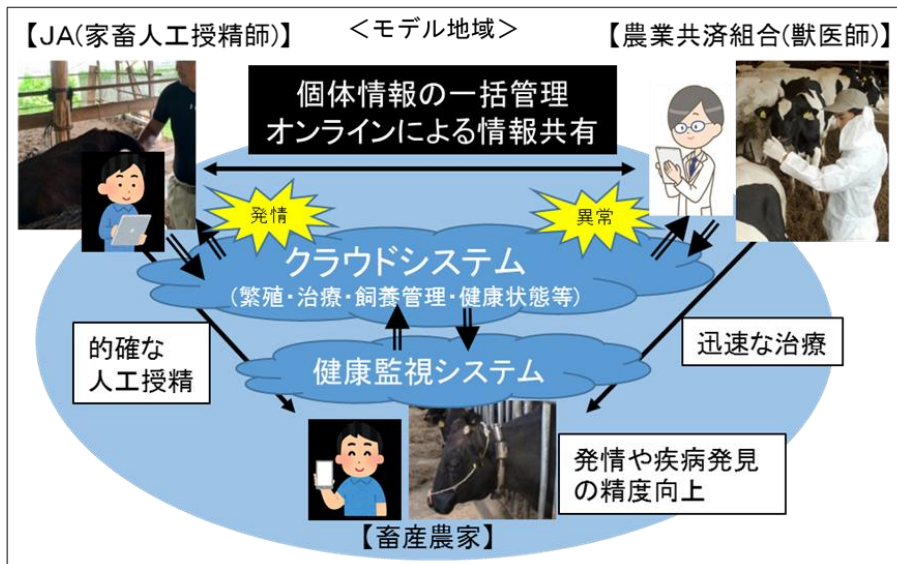 ＜モデル地域＞
【JA(家畜人工授精師)】
【農業共済組合(獣医師)】
個体情報の一括管理
オンラインによる情報共有
発情
異常
クラウドシステム
(繁殖・治療・飼養管理・健康状態等)
的確な
人工授精
迅速な治療
健康監視システム
発情や疾病発見
の精度向上
【畜産農家】